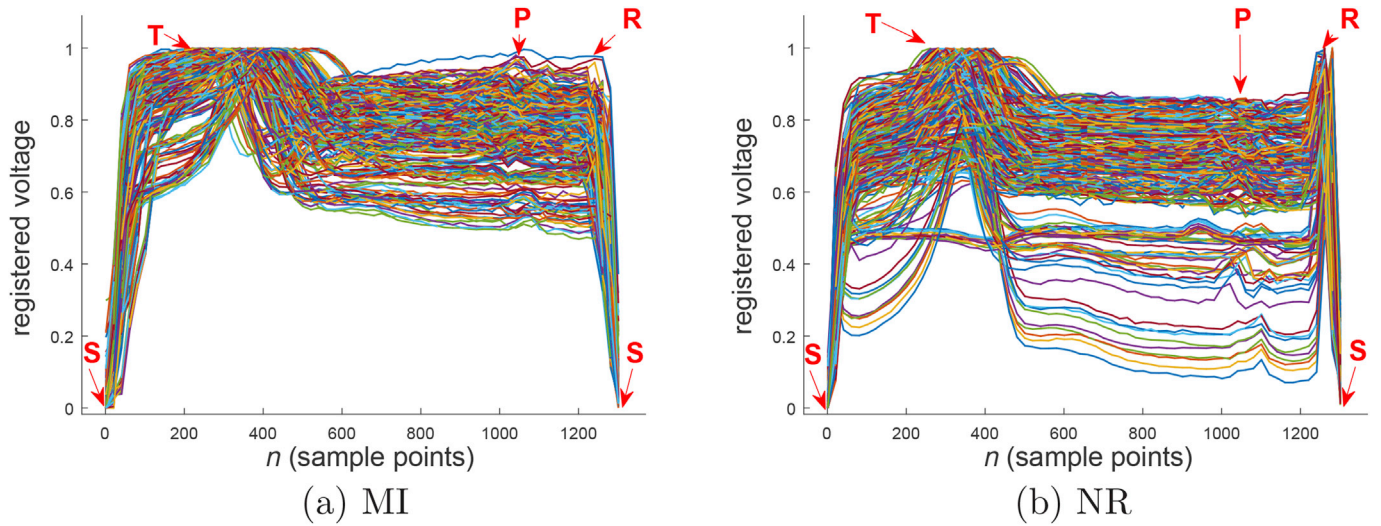 T
P
R
S
S
1
0.8
0.6
0.4
0.2
0
registered voltage
0 200 400 600 800 1000 1200
n (sample points)
(a) MI
T
P
R
S
S
1
0.8
0.6
0.4
0.2
0
registered voltage
0 200 400 600 800 1000 1200
n (sample points)
(b) NR